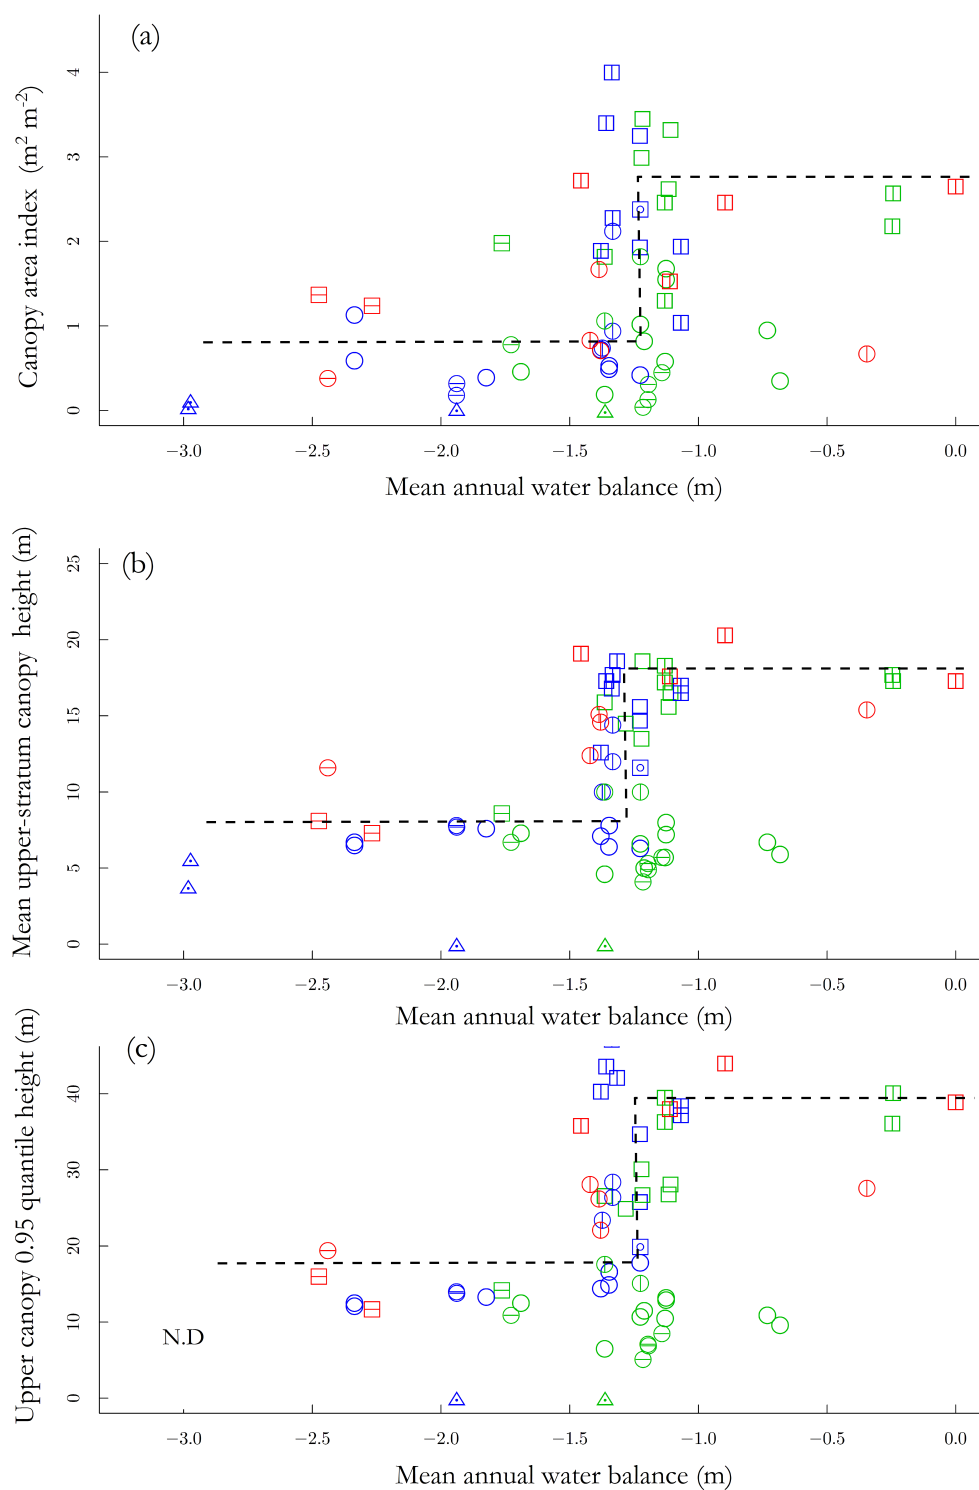 (a)
Canopy area index (m² m⁻²)
4
3
2
1
0
−3.0 −2.5 −2.0 −1.5 −1.0 −0.5 0.0
Mean annual water balance (m)
(b)
Mean upper-stratum canopy height (m)
25
20
15
10
5
0
−3.0 −2.5 −2.0 −1.5 −1.0 −0.5 0.0
Mean annual water balance (m)
(c)
Upper canopy 0.95 quantile height (m)
40
30
20
10
0
N.D
−3.0 −2.5 −2.0 −1.5 −1.0 −0.5 0.0
Mean annual water balance (m)